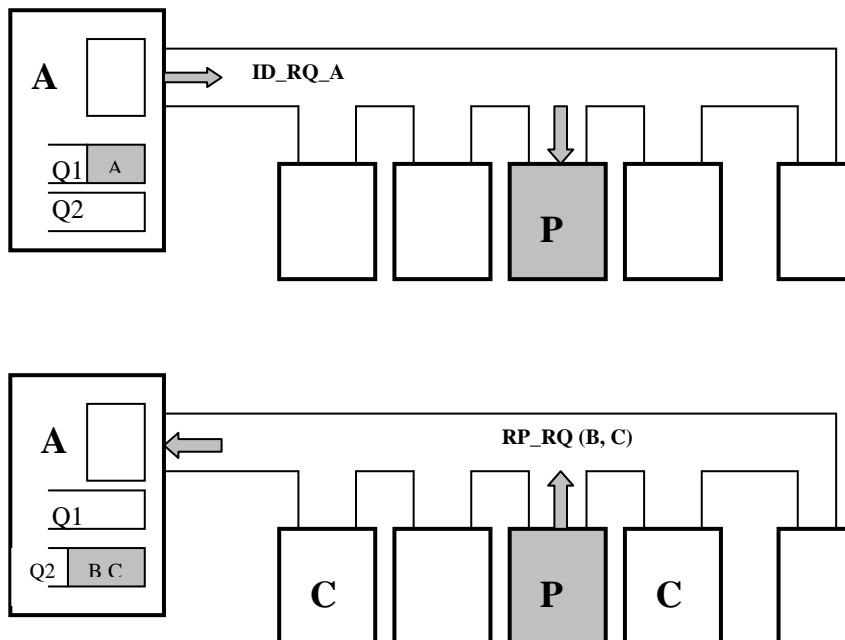 A
ID_RQ_A
Q1 A
Q2
P
A
RP_RQ (B, C)
Q1
Q2 B C
C P C